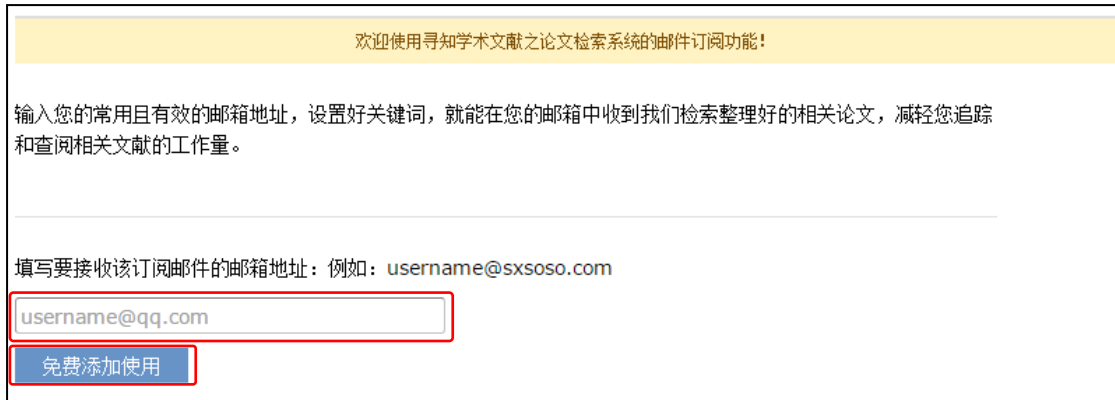 欢迎使用寻知学术文献之论文检索系统的邮件订阅功能！
输入您的常用且有效的邮箱地址，设置好关键词，就能在您的邮箱中收到我们检索整理好的相关论文，减轻您追踪
和查阅相关文献的工作量。
填写要接收该订阅邮件的邮箱地址：例如：username@sxsoso.com
username@qq.com
免费添加使用